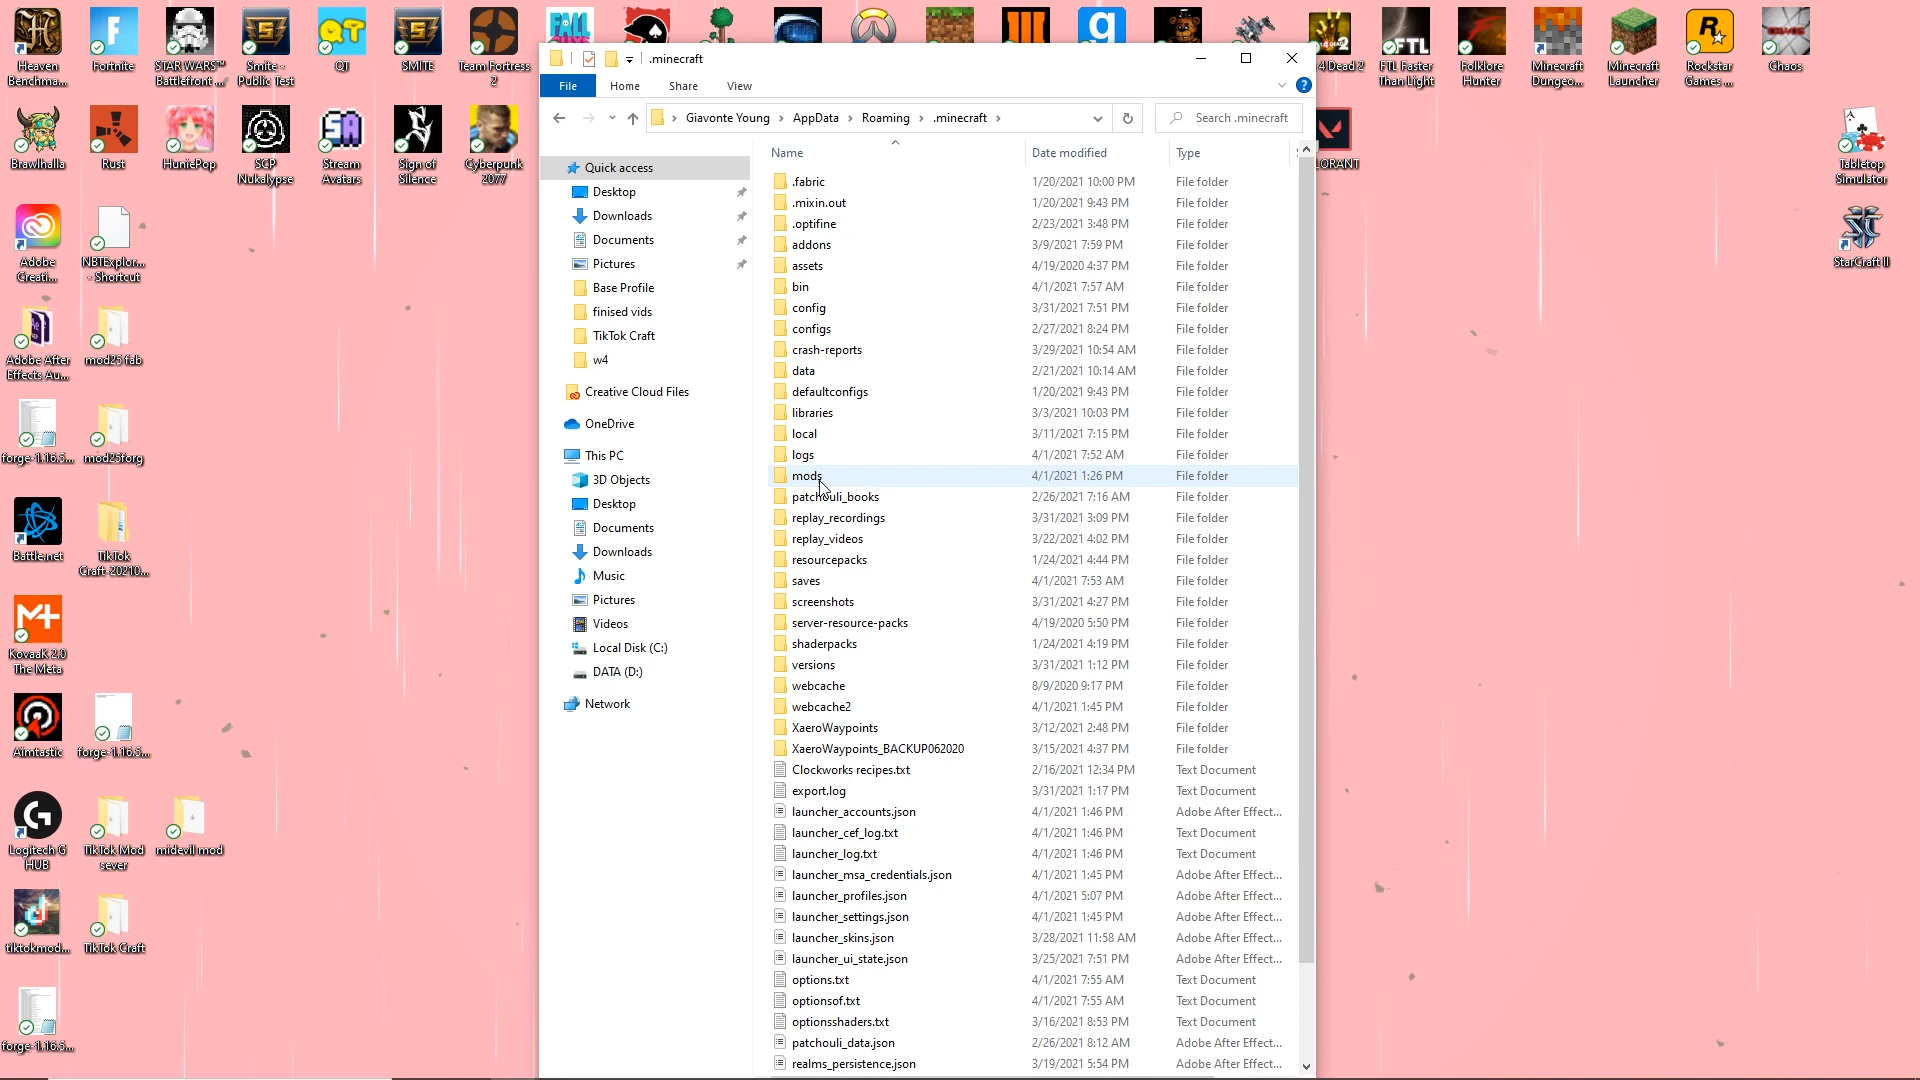 .minecraft
File
Home
Share
View
Giavonte Young
AppData
Roaming
.minecraft
Search .minecraft
Name
Date modified
Type
Quick access
Desktop
Downloads
Documents
Pictures
Base Profile
finised vids
TikTok Craft
w4
Creative Cloud Files
OneDrive
This PC
3D Objects
Desktop
Documents
Downloads
Music
Pictures
Videos
Local Disk (C:)
DATA (D:)
Network
.fabric 1/20/2021 10:00 PM File folder
.mixin.out 1/20/2021 9:43 PM File folder
.optifine 2/23/2021 3:48 PM File folder
addons 3/9/2021 7:59 PM File folder
assets 4/19/2020 4:37 PM File folder
bin 4/1/2021 7:57 AM File folder
config 3/31/2021 7:51 PM File folder
configs 2/27/2021 8:24 PM File folder
crash-reports 3/29/2021 10:54 AM File folder
data 2/21/2021 10:14 AM File folder
defaultconfigs 1/20/2021 9:43 PM File folder
libraries 3/3/2021 10:03 PM File folder
local 3/11/2021 7:15 PM File folder
logs 4/1/2021 7:52 AM File folder
mods 4/1/2021 1:26 PM File folder
patchouli_books 2/26/2021 7:16 AM File folder
replay_recordings 3/31/2021 3:09 PM File folder
replay_videos 3/22/2021 4:02 PM File folder
resourcepacks 1/24/2021 4:44 PM File folder
saves 4/1/2021 7:53 AM File folder
screenshots 3/31/2021 4:27 PM File folder
server-resource-packs 4/19/2020 5:50 PM File folder
shaderpacks 1/24/2021 4:19 PM File folder
versions 3/31/2021 1:12 PM File folder
webcache 8/9/2020 9:17 PM File folder
webcache2 4/1/2021 1:45 PM File folder
XaeroWaypoints 3/12/2021 2:48 PM File folder
XaeroWaypoints_BACKUP062020 3/15/2021 4:37 PM File folder
Clockworks recipes.txt 2/16/2021 12:34 PM Text Document
export.log 3/31/2021 1:17 PM Text Document
launcher_accounts.json 4/1/2021 1:46 PM Adobe After Effect...
launcher_cef_log.txt 4/1/2021 1:46 PM Text Document
launcher_log.txt 4/1/2021 1:46 PM Text Document
launcher_msa_credentials.json 4/1/2021 1:45 PM Adobe After Effect...
launcher_profiles.json 4/1/2021 5:07 PM Adobe After Effect...
launcher_settings.json 4/1/2021 1:45 PM Adobe After Effect...
launcher_skins.json 3/28/2021 11:58 AM Adobe After Effect...
launcher_ui_state.json 3/25/2021 7:51 PM Adobe After Effect...
options.txt 4/1/2021 7:55 AM Text Document
optionsof.txt 4/1/2021 7:55 AM Text Document
optionsshaders.txt 3/16/2021 8:53 PM Text Document
patchouli_data.json 2/26/2021 8:12 AM Adobe After Effect...
realms_persistence.json 3/19/2021 5:54 PM Adobe After Effect...
Heaven
Benchma...
Fortnite
STAR WARS™
Battlefront ...
Smite -
Public Test
QT
SMITE
Team Fortress
2
4 Dead 2
FTL Faster
Than Light
Folklore
Hunter
Minecraft
Dungeo...
Minecraft
Launcher
Rockstar
Games ...
Chaos
Brawlhalla
Rust
HuniePop
SCP
Nukalypse
Stream
Avatars
Sign of
Silence
Cyberpunk
2077
LORANT
Tabletop
Simulator
Adobe
Creati...
NBTExplor...
- Shortcut
StarCraft II
Adobe After
Effects Au...
mod25 fab
forge-1.16.5...
mod25forg
Battle.net
TikTok
Craft-20210...
KovaaK 2.0
The Meta
Aimtastic
forge-1.16.5...
Logitech G
HUB
TikTok Mod
sever
midevil mod
tiktokmod...
TikTok Craft
forge-1.16.5...